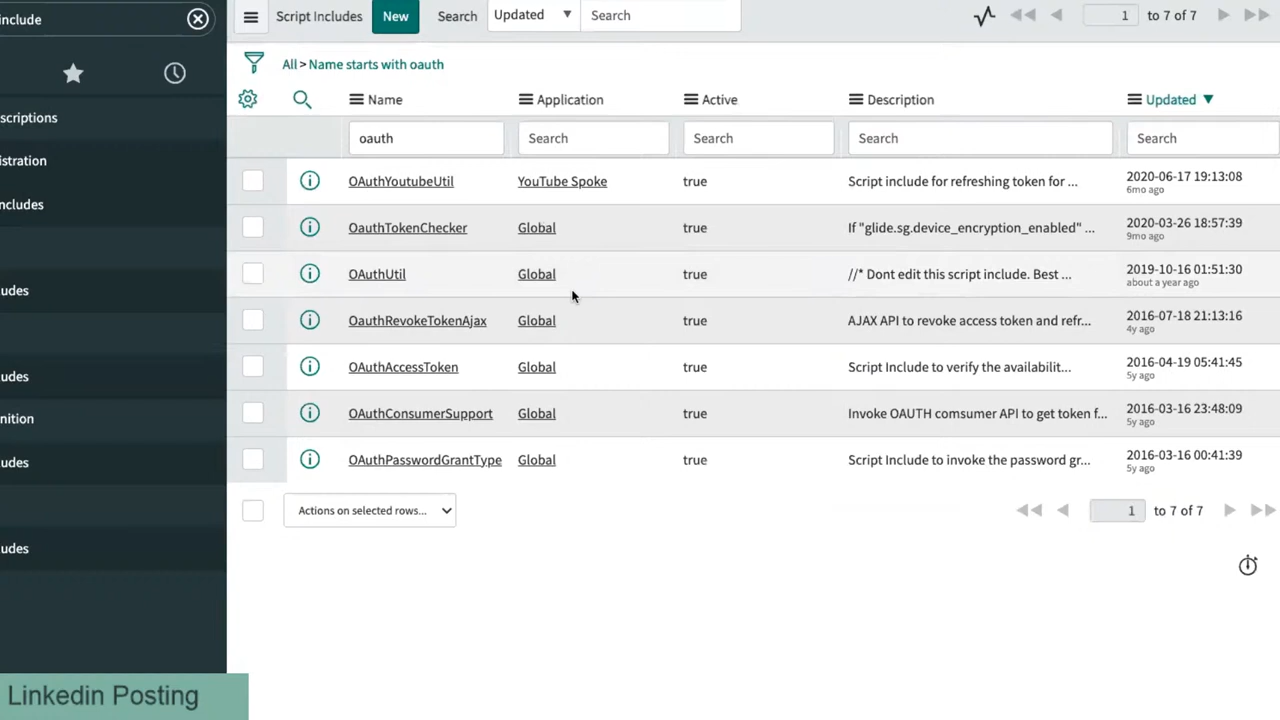 include
Script Includes New Search Updated Search 1 to 7 of 7
All > Name starts with oauth
scriptions
istration
ncludes
udes
udes
nition
udes
udes
Name Application Active Description Updated
oauth Search Search Search Search
OAuthYoutubeUtil YouTube Spoke true Script include for refreshing token for ... 2020-06-17 19:13:08
6mo ago
OauthTokenChecker Global true If "glide.sg.device_encryption_enabled" ... 2020-03-26 18:57:39
9mo ago
OAuthUtil Global true //* Dont edit this script include. Best ... 2019-10-16 01:51:30
about a year ago
OauthRevokeTokenAjax Global true AJAX API to revoke access token and refr... 2016-07-18 21:13:16
4y ago
OAuthAccessToken Global true Script Include to verify the availabilit... 2016-04-19 05:41:45
5y ago
OAuthConsumerSupport Global true Invoke OAUTH comsumer API to get token f... 2016-03-16 23:48:09
5y ago
OAuthPasswordGrantType Global true Script Include to invoke the password gr... 2016-03-16 00:41:39
5y ago
Actions on selected rows... 1 to 7 of 7
Linkedin Posting